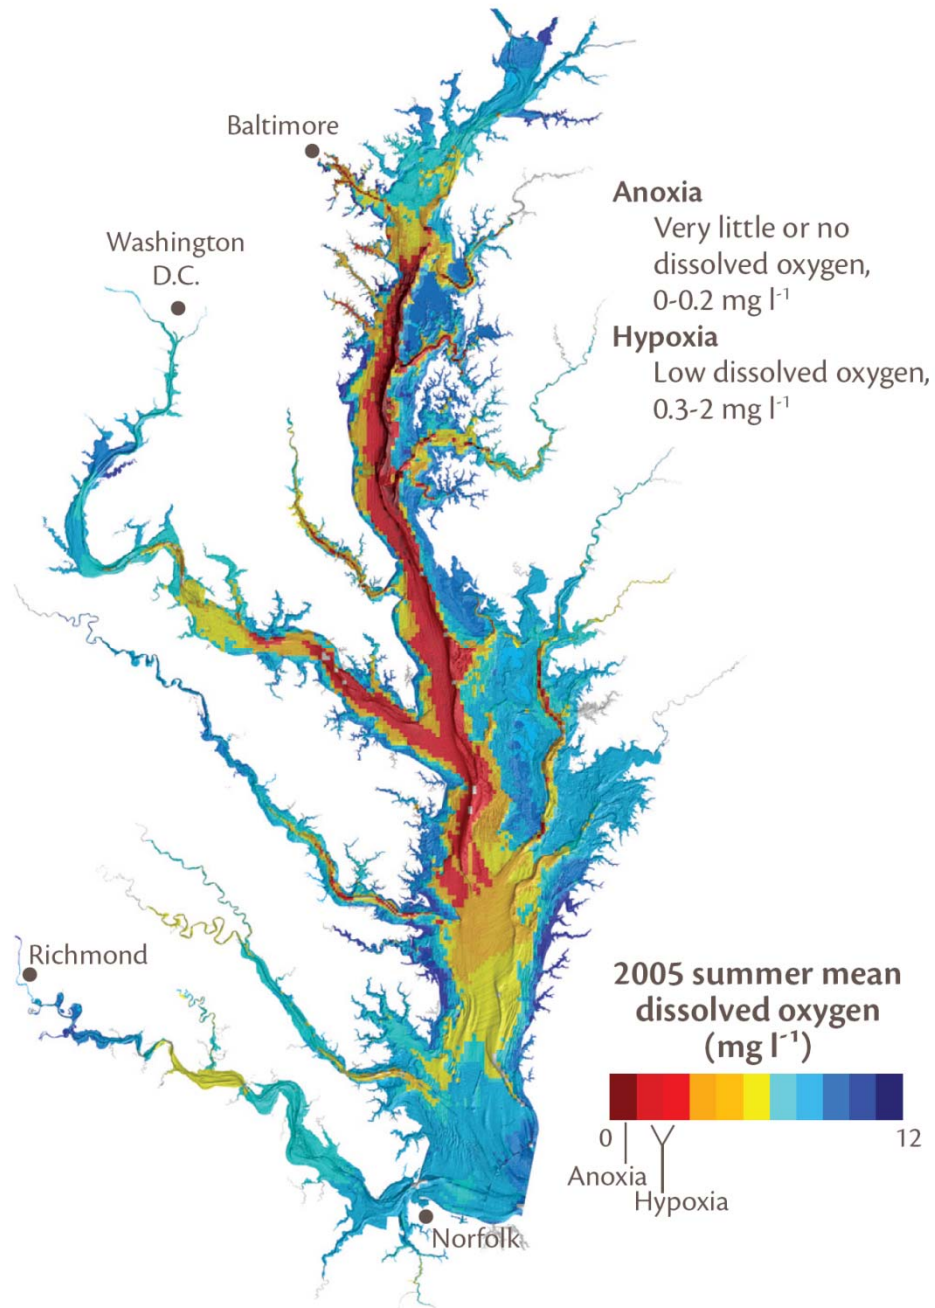 Baltimore
Washington
D.C.
Anoxia
Very little or no
dissolved oxygen,
0-0.2 mg l⁻¹
Hypoxia
Low dissolved oxygen,
0.3-2 mg l⁻¹
Richmond
Norfolk
2005 summer mean
dissolved oxygen
(mg l⁻¹)
0 12
Anoxia
Hypoxia